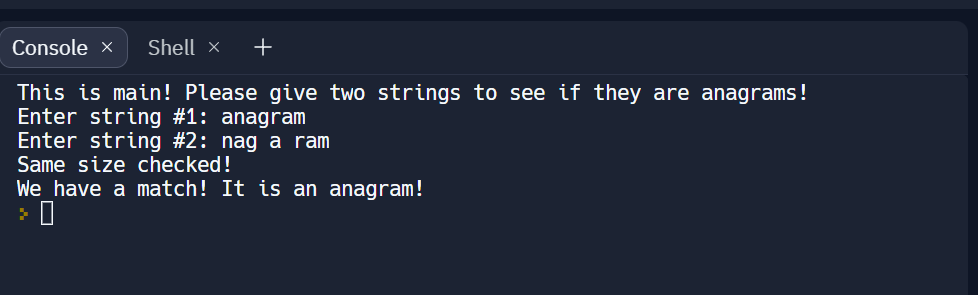 Console × Shell × +
This is main! Please give two strings to see if they are anagrams!
Enter string #1: anagram
Enter string #2: nag a ram
Same size checked!
We have a match! It is an anagram!
>